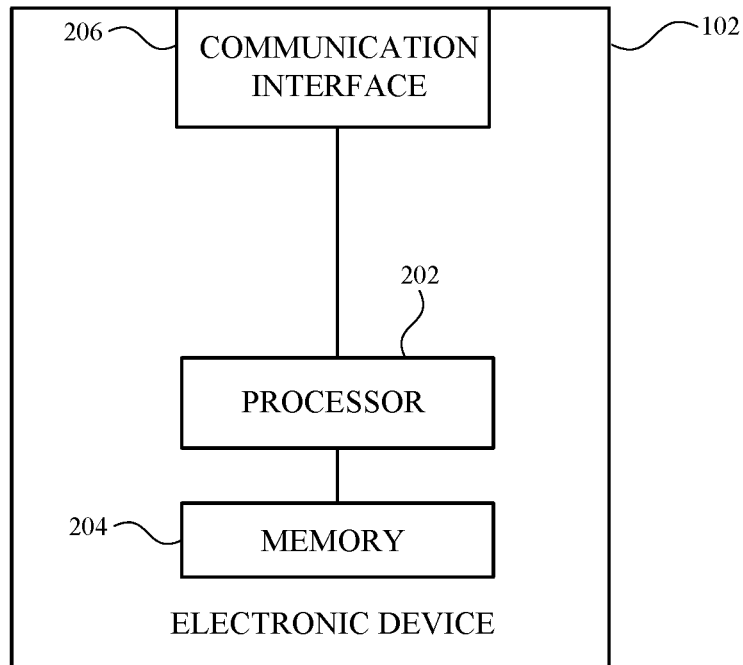 206
COMMUNICATION
INTERFACE
102
202
PROCESSOR
204
MEMORY
ELECTRONIC DEVICE